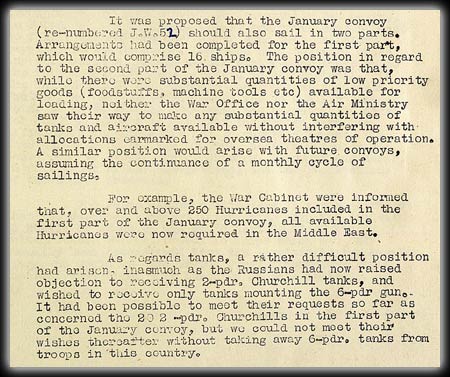 It was proposed that the January convoy
(re-numbered J.W.52) should also sail in two parts.
Arrangements had been completed for the first part,
which would comprise 16 ships. The position in regard
to the second part of the January convoy was that,
while there were substantial quantities of low priority
goods (foodstuffs, machine tools etc) available for
loading, neither the War Office nor the Air Ministry
saw their way to make any substantial quantities of
tanks and aircraft available without interfering with
allocations earmarked for oversea theatres of operation.
A similar position would arise with future convoys,
assuming the continuance of a monthly cycle of
sailings.
For example, the War Cabinet were informed
that, over and above 250 Hurricanes included in the
first part of the January convoy, all available
Hurricanes were now required in the Middle East.
As regards tanks, a rather difficult position
had arisen, inasmuch as the Russians had now raised
objection to receiving 2-pdr. Churchill tanks, and
wished to receive only tanks mounting the 6-pdr gun.
It had been possible to meet their requests so far as
concerned the 2-pdr. Churchills in the first part
of the January convoy, but we could not meet their
wishes thereafter without taking away 6-pdr. tanks from
troops in this country.